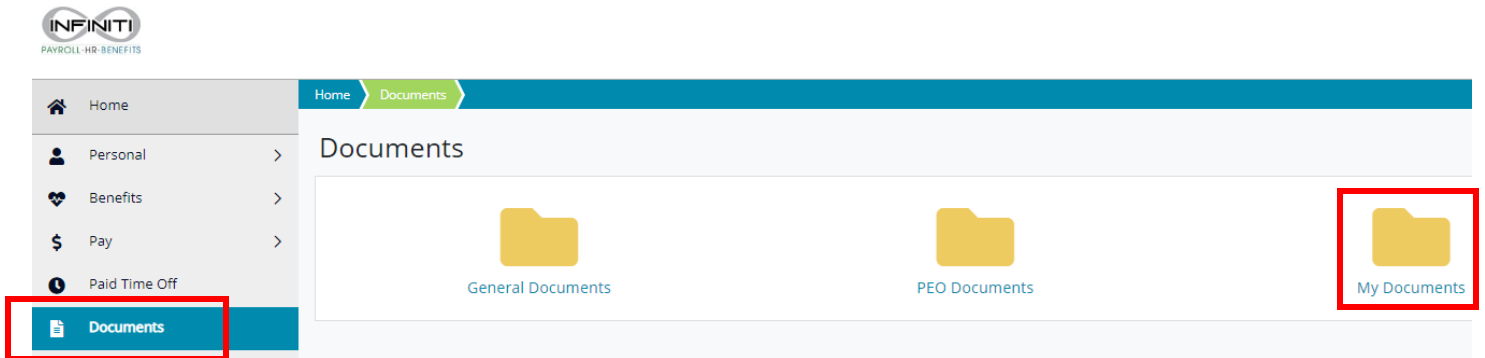 INFINITI
PAYROLL-HR-BENEFITS
Home
Personal
Benefits
Pay
Paid Time Off
Documents
Home Documents
Documents
General Documents
PEO Documents
My Documents